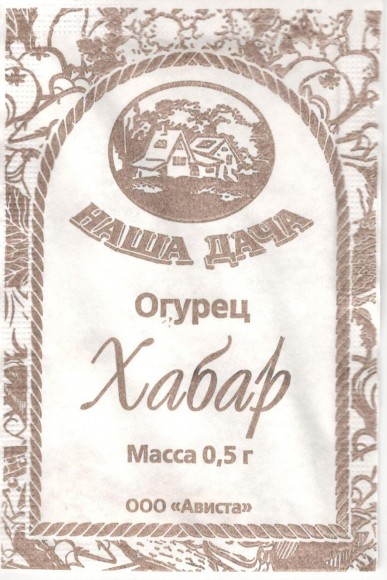 НАША ДАЧА
Огурец
Хабар
Масса 0,5 г
ООО «Ависта»